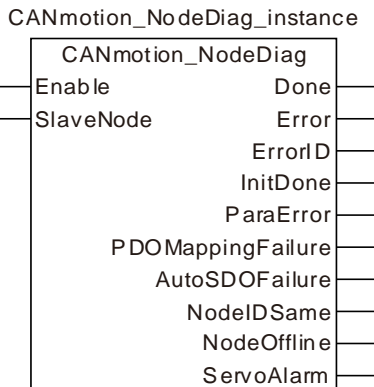 CANmotion_NodeDiag_instance
CANmotion_NodeDiag
Enable Done
SlaveNode Error
ErrorID
InitDone
ParaError
PDOMappingFailure
AutoSDOFailure
NodeIDSame
NodeOffline
ServoAlarm